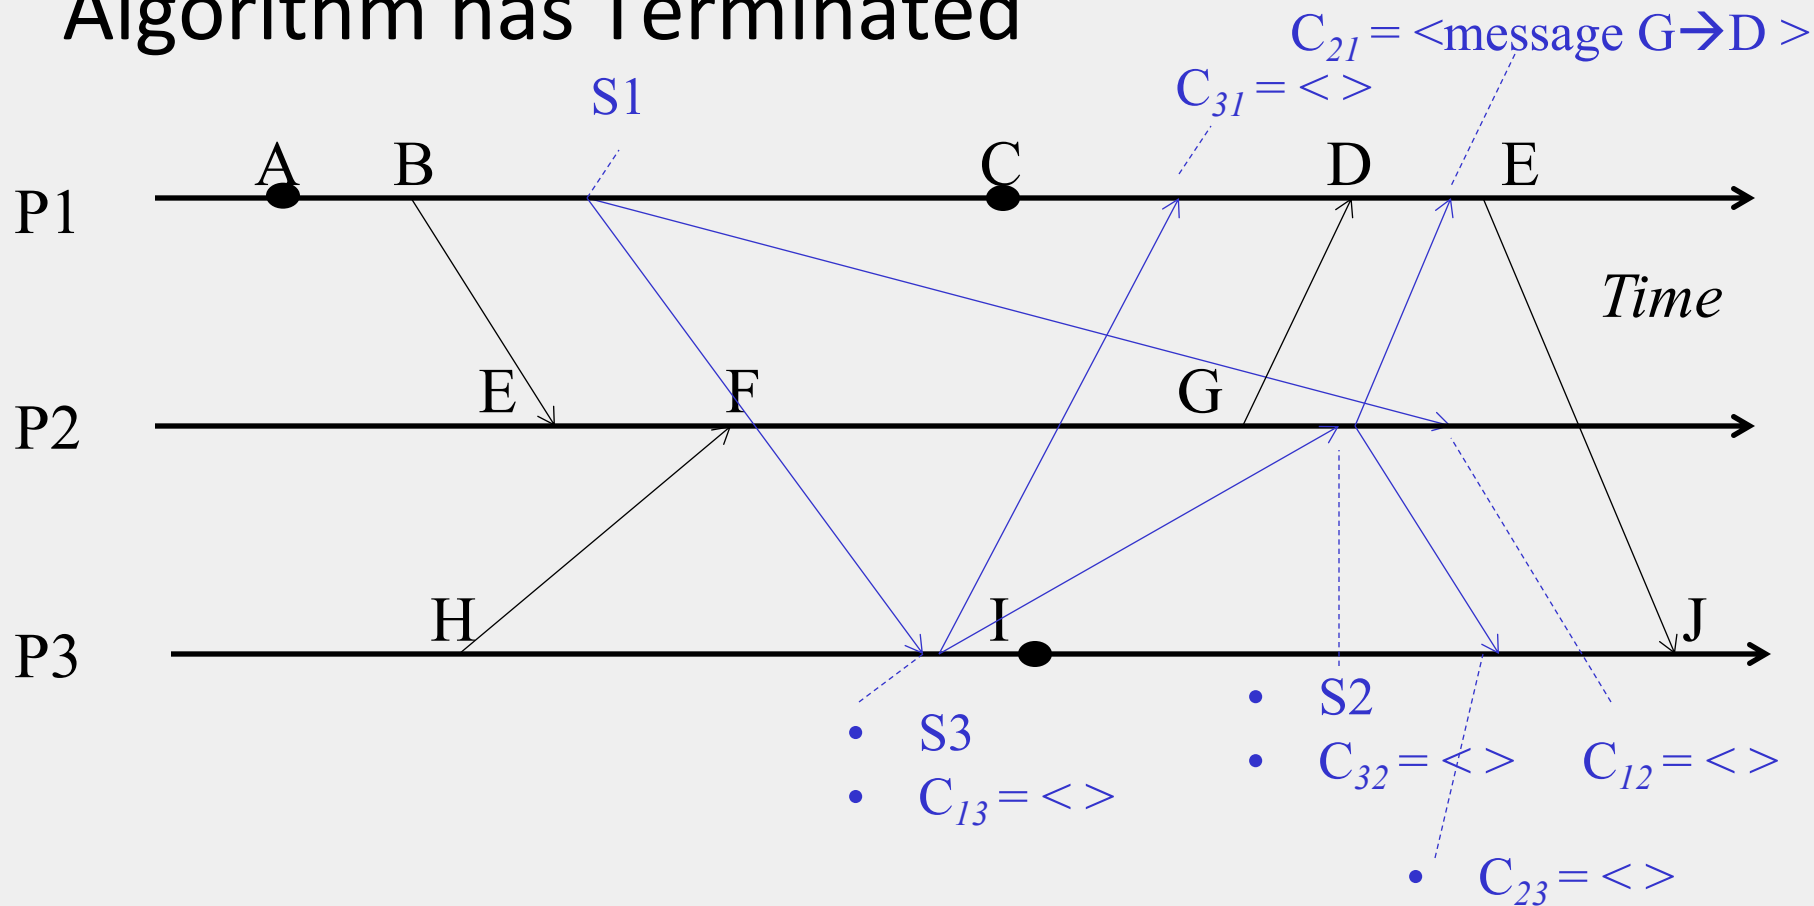 Algorithm has Terminated
C21 = <message G→D >
C31 = < >
S1
A B C D E
P1
Time
E F G
P2
H I J
P3
• S2
• S3
• C32 = < > C12 = < >
• C13 = < >
• C23 = < >